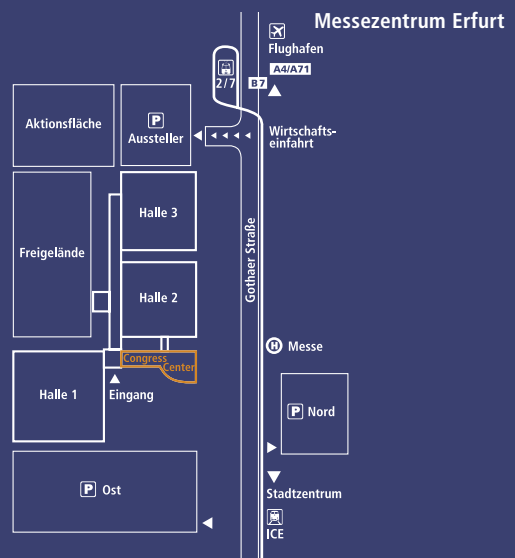 Messezentrum Erfurt
Flughafen
A4/A71
2/7
B7
Aktionsfläche
P
Aussteller
Wirtschafts-
einfahrt
Halle 3
Freigelände
Halle 2
Gothaer Straße
H Messe
Congress
Center
Halle 1
Eingang
P Nord
P Ost
Stadtzentrum
ICE